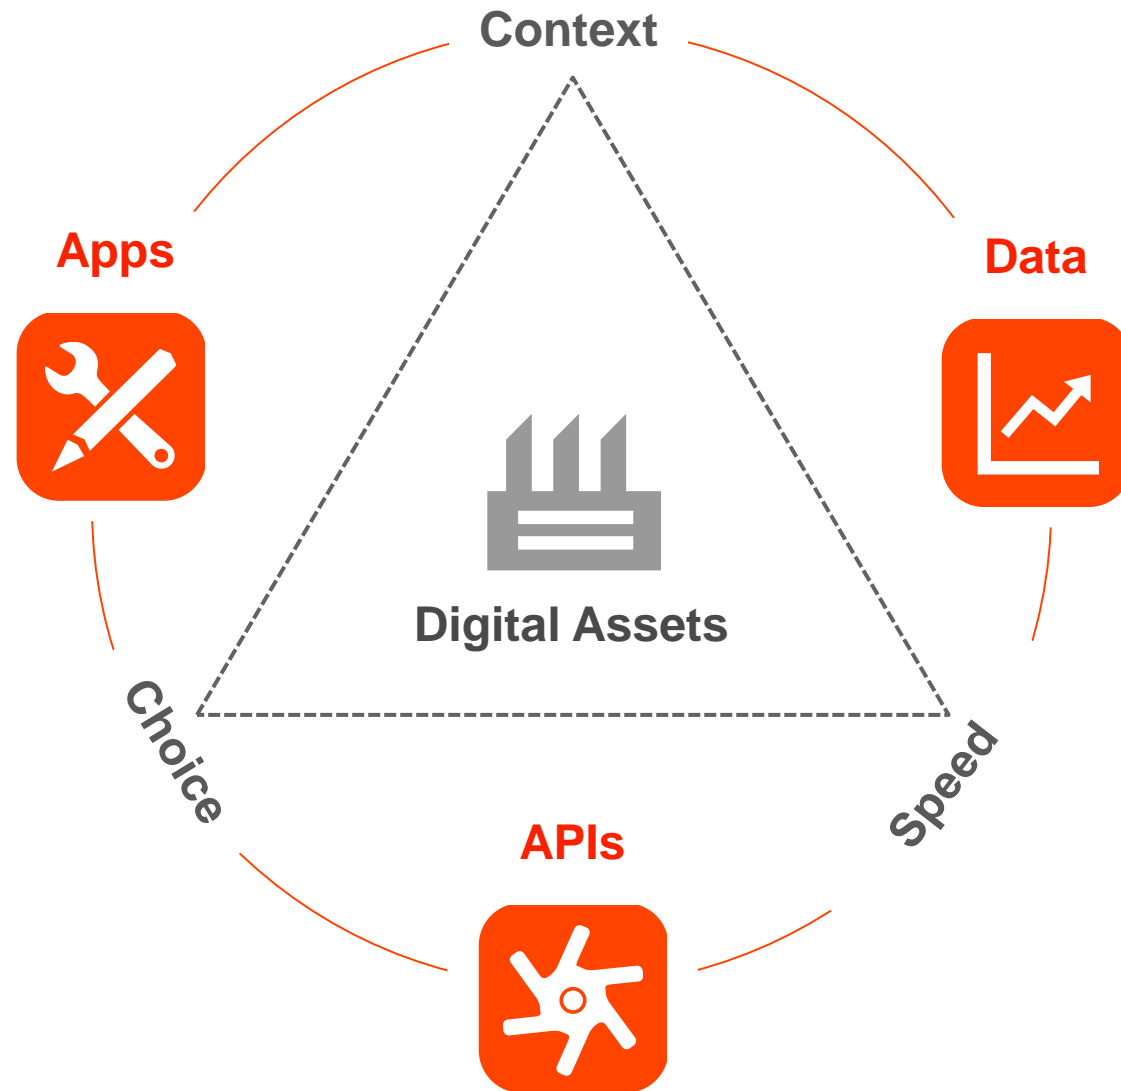 Context
Apps
Data
Digital Assets
Choice
Speed
APIs